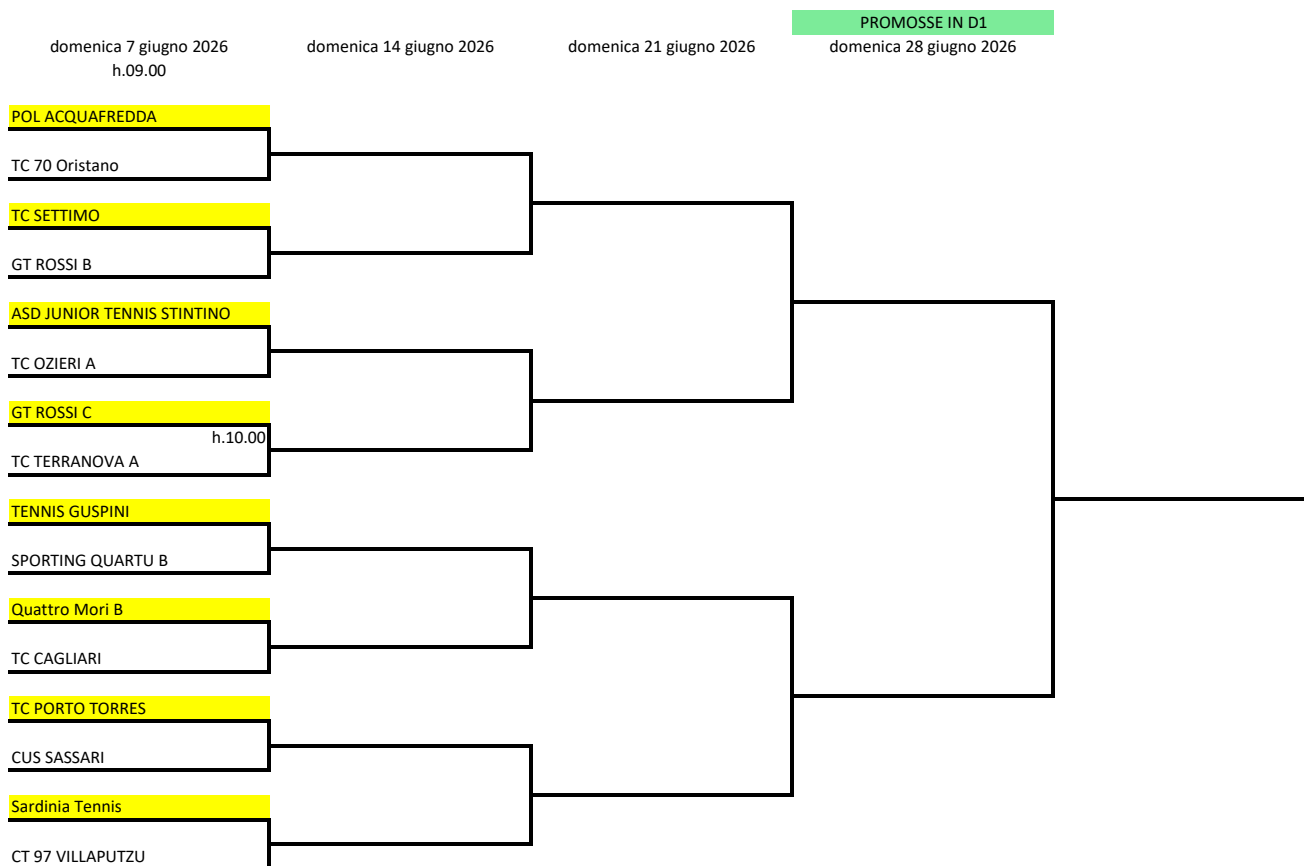 PROMOSSE IN D1
domenica 7 giugno 2026 domenica 14 giugno 2026 domenica 21 giugno 2026 domenica 28 giugno 2026
h.09.00
POL ACQUAFREDDA
TC 70 Oristano
TC SETTIMO
GT ROSSI B
ASD JUNIOR TENNIS STINTINO
TC OZIERI A
GT ROSSI C
h.10.00
TC TERRANOVA A
TENNIS GUSPINI
SPORTING QUARTU B
Quattro Mori B
TC CAGLIARI
TC PORTO TORRES
CUS SASSARI
Sardinia Tennis
CT 97 VILLAPUTZU